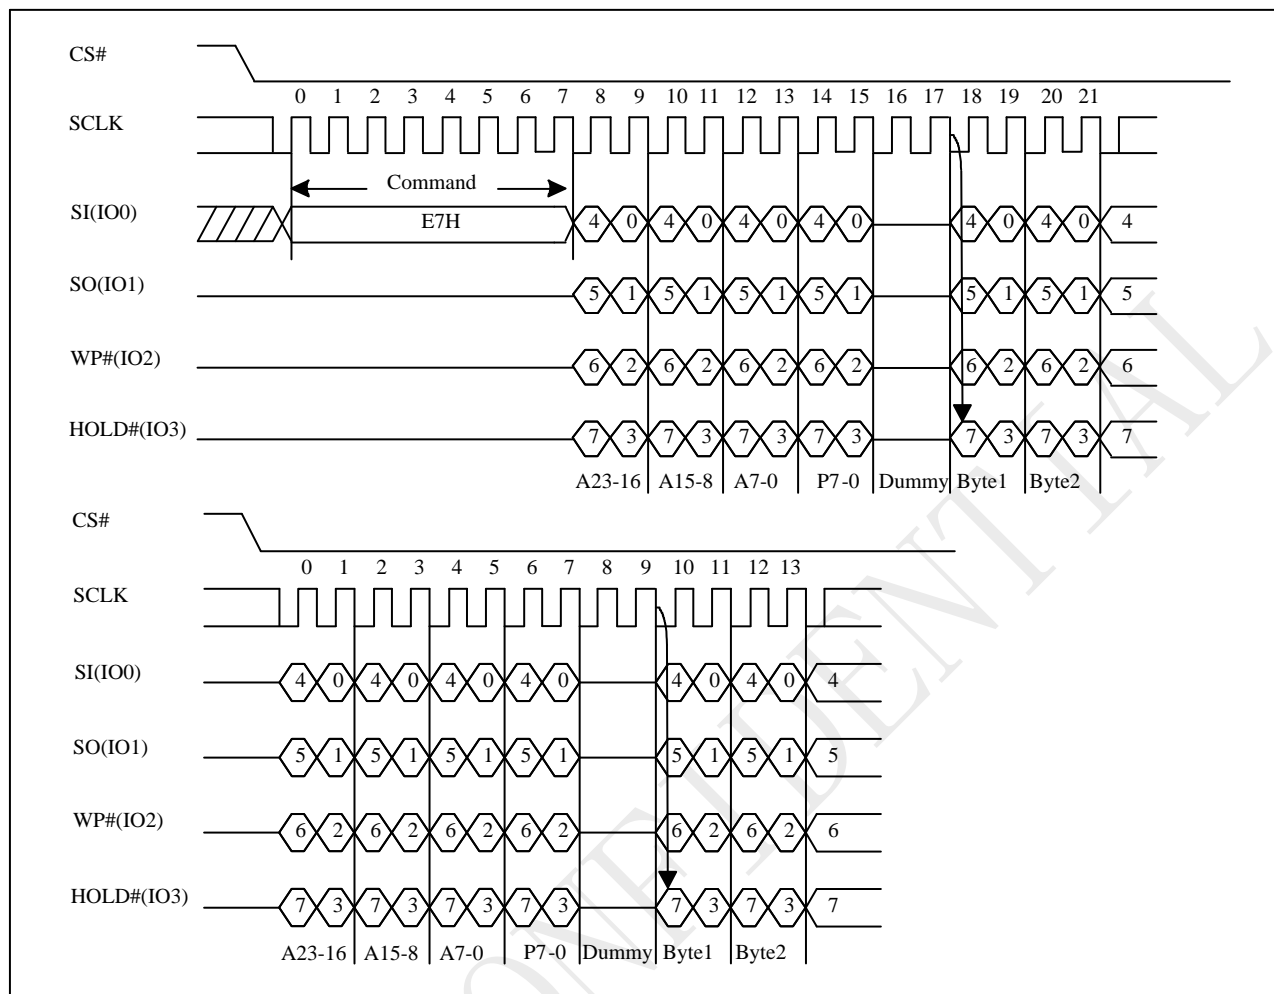 CS#
0 1 2 3 4 5 6 7 8 9 10 11 12 13 14 15 16 17 18 19 20 21
SCLK
Command
SI(IO0) E7H 4 0 4 0 4 0 4 0 4 0 4 0 4
SO(IO1) 5 1 5 1 5 1 5 1 5 1 5 1 5
WP#(IO2) 6 2 6 2 6 2 6 2 6 2 6 2 6
HOLD#(IO3) 7 3 7 3 7 3 7 3 7 3 7 3 7
A23-16 A15-8 A7-0 P7-0 Dummy Byte1 Byte2
CS#
0 1 2 3 4 5 6 7 8 9 10 11 12 13
SCLK
SI(IO0) 4 0 4 0 4 0 4 0 4 0 4 0 4
SO(IO1) 5 1 5 1 5 1 5 1 5 1 5 1 5
WP#(IO2) 6 2 6 2 6 2 6 2 6 2 6 2 6
HOLD#(IO3) 7 3 7 3 7 3 7 3 7 3 7 3 7
A23-16 A15-8 A7-0 P7-0 Dummy Byte1 Byte2
ONFIDENTIAL